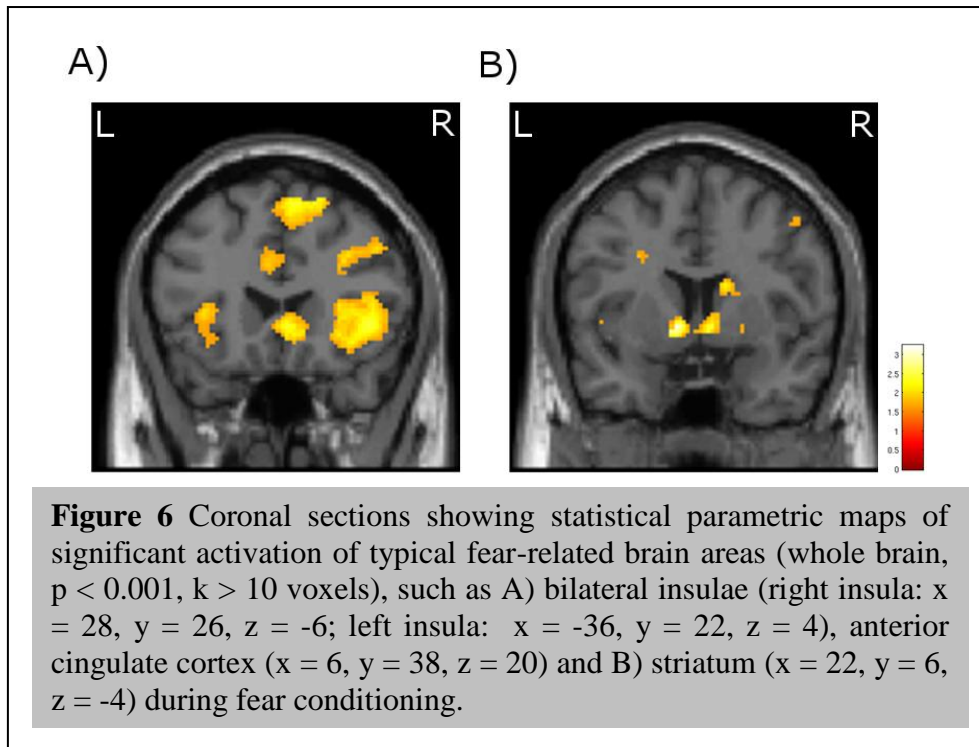 A)
B)
L
R
L
R
3
2.5
2
1.5
1
0.5
0
Figure 6 Coronal sections showing statistical parametric maps of
significant activation of typical fear-related brain areas (whole brain,
p < 0.001, k > 10 voxels), such as A) bilateral insulae (right insula: x
= 28, y = 26, z = -6; left insula: x = -36, y = 22, z = 4), anterior
cingulate cortex (x = 6, y = 38, z = 20) and B) striatum (x = 22, y = 6,
z = -4) during fear conditioning.